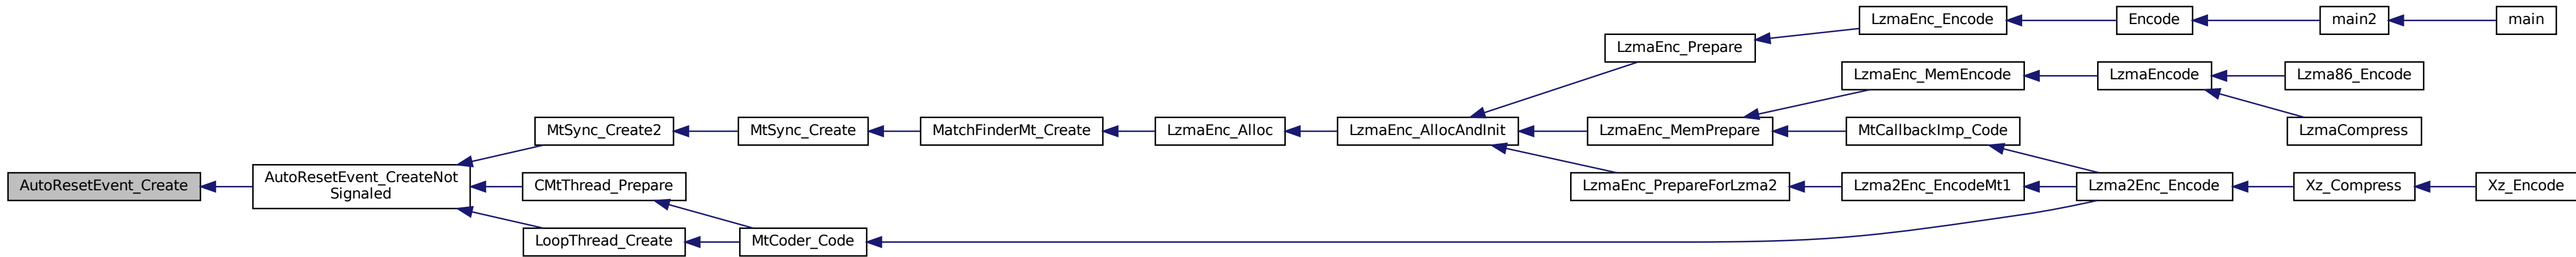 AutoResetEvent_Create
AutoResetEvent_CreateNot
Signaled
MtSync_Create2
MtSync_Create
MatchFinderMt_Create
LzmaEnc_Alloc
LzmaEnc_AllocAndInit
LzmaEnc_Prepare
LzmaEnc_Encode
Encode
main2
main
LzmaEnc_MemPrepare
LzmaEnc_MemEncode
LzmaEncode
Lzma86_Encode
LzmaCompress
MtCallbackImp_Code
LzmaEnc_PrepareForLzma2
Lzma2Enc_EncodeMt1
Lzma2Enc_Encode
Xz_Compress
Xz_Encode
CMtThread_Prepare
LoopThread_Create
MtCoder_Code